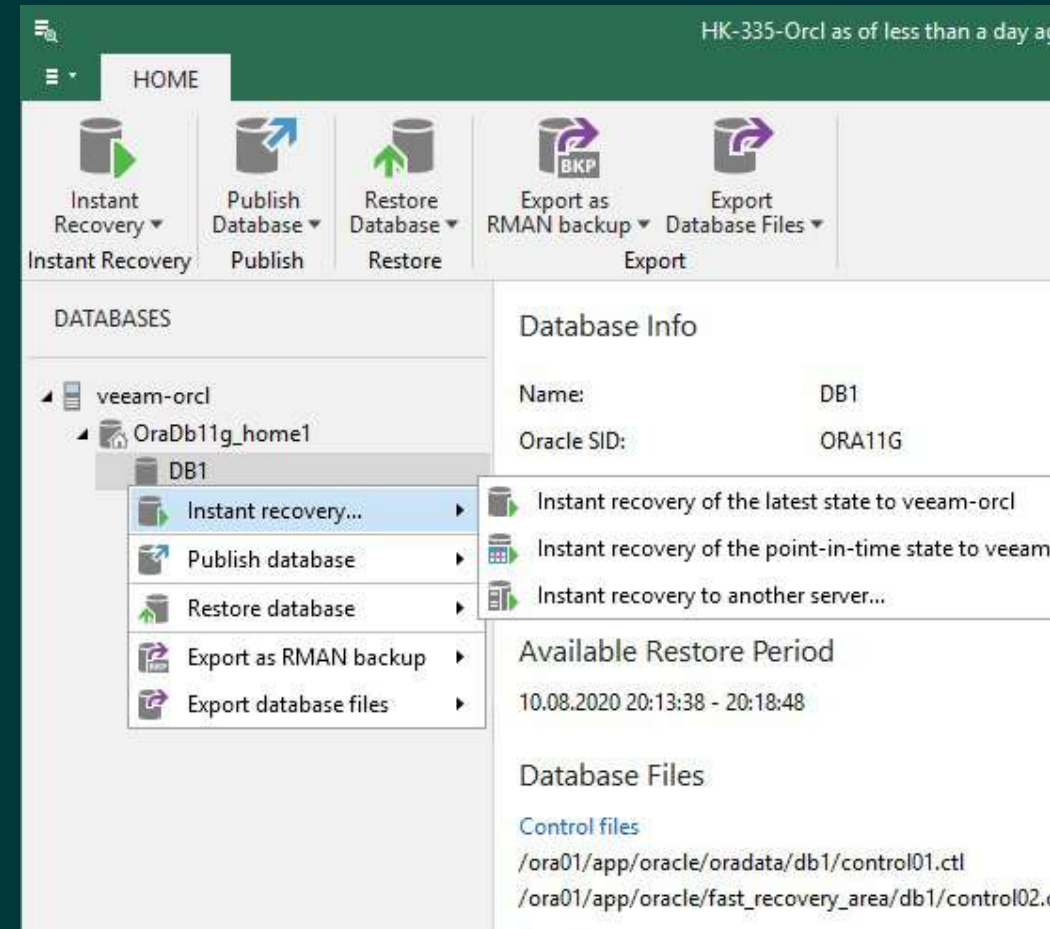 HK-335-Orcl as of less than a day
HOME
Instant
Recovery
Publish
Database
Restore
Database
BKP
Export as
RMAN backup
Export
Database Files
Instant Recovery
Publish
Restore
Export
DATABASES
veeam-orcl
OraDb11g_home1
DB1
Instant recovery...
Publish database
Restore database
Export as RMAN backup
Export database files
Instant recovery of the latest state to veeam-orcl
Instant recovery of the point-in-time state to veeam
Instant recovery to another server...
Database Info
Name: DB1
Oracle SID: ORA11G
Available Restore Period
10.08.2020 20:13:38 - 20:18:48
Database Files
Control files
/ora01/app/oracle/oradata/db1/control01.ctl
/ora01/app/oracle/fast_recovery_area/db1/control02.